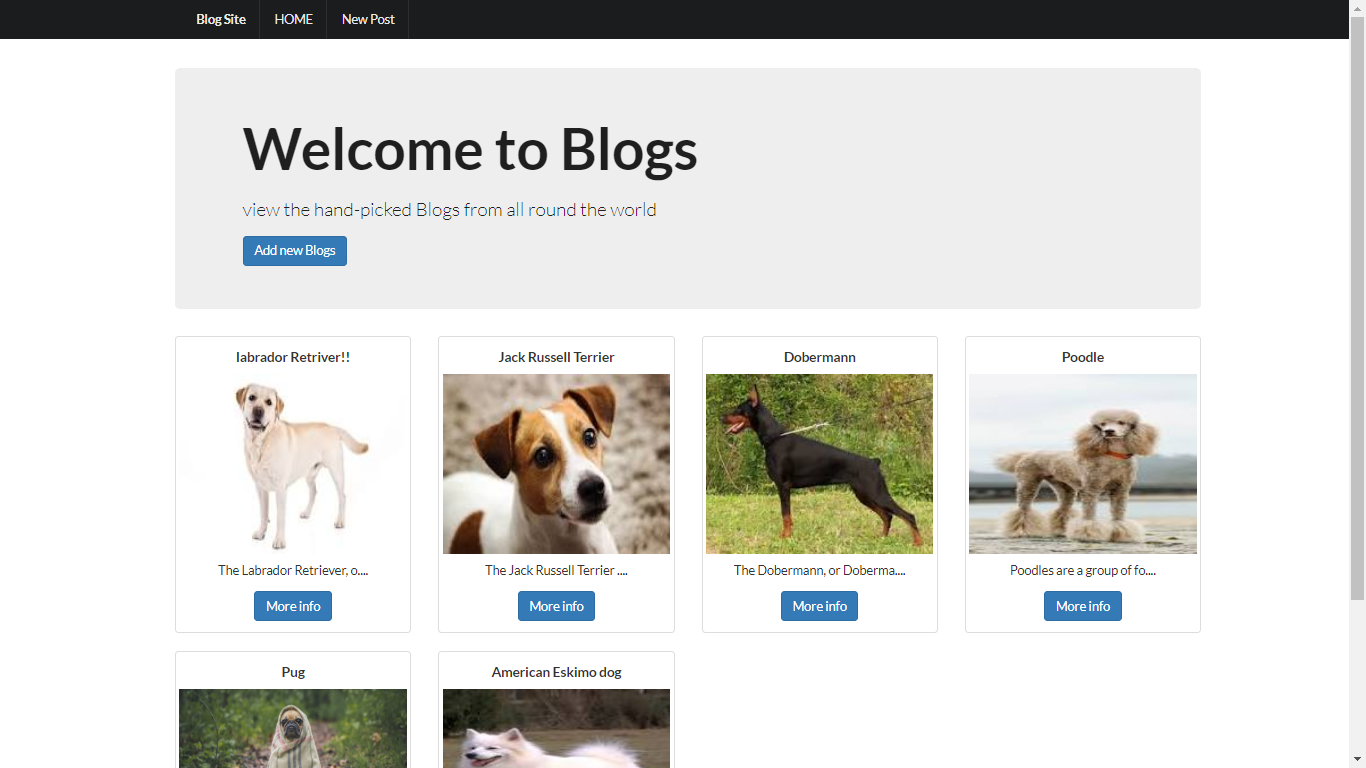 Blog Site HOME New Post
Welcome to Blogs
view the hand-picked Blogs from all round the world
Add new Blogs
labrador Retriver!!
The Labrador Retriever, o....
More info
Jack Russell Terrier
The Jack Russell Terrier ....
More info
Dobermann
The Dobermann, or Doberma....
More info
Poodle
Poodles are a group of fo....
More info
Pug
American Eskimo dog